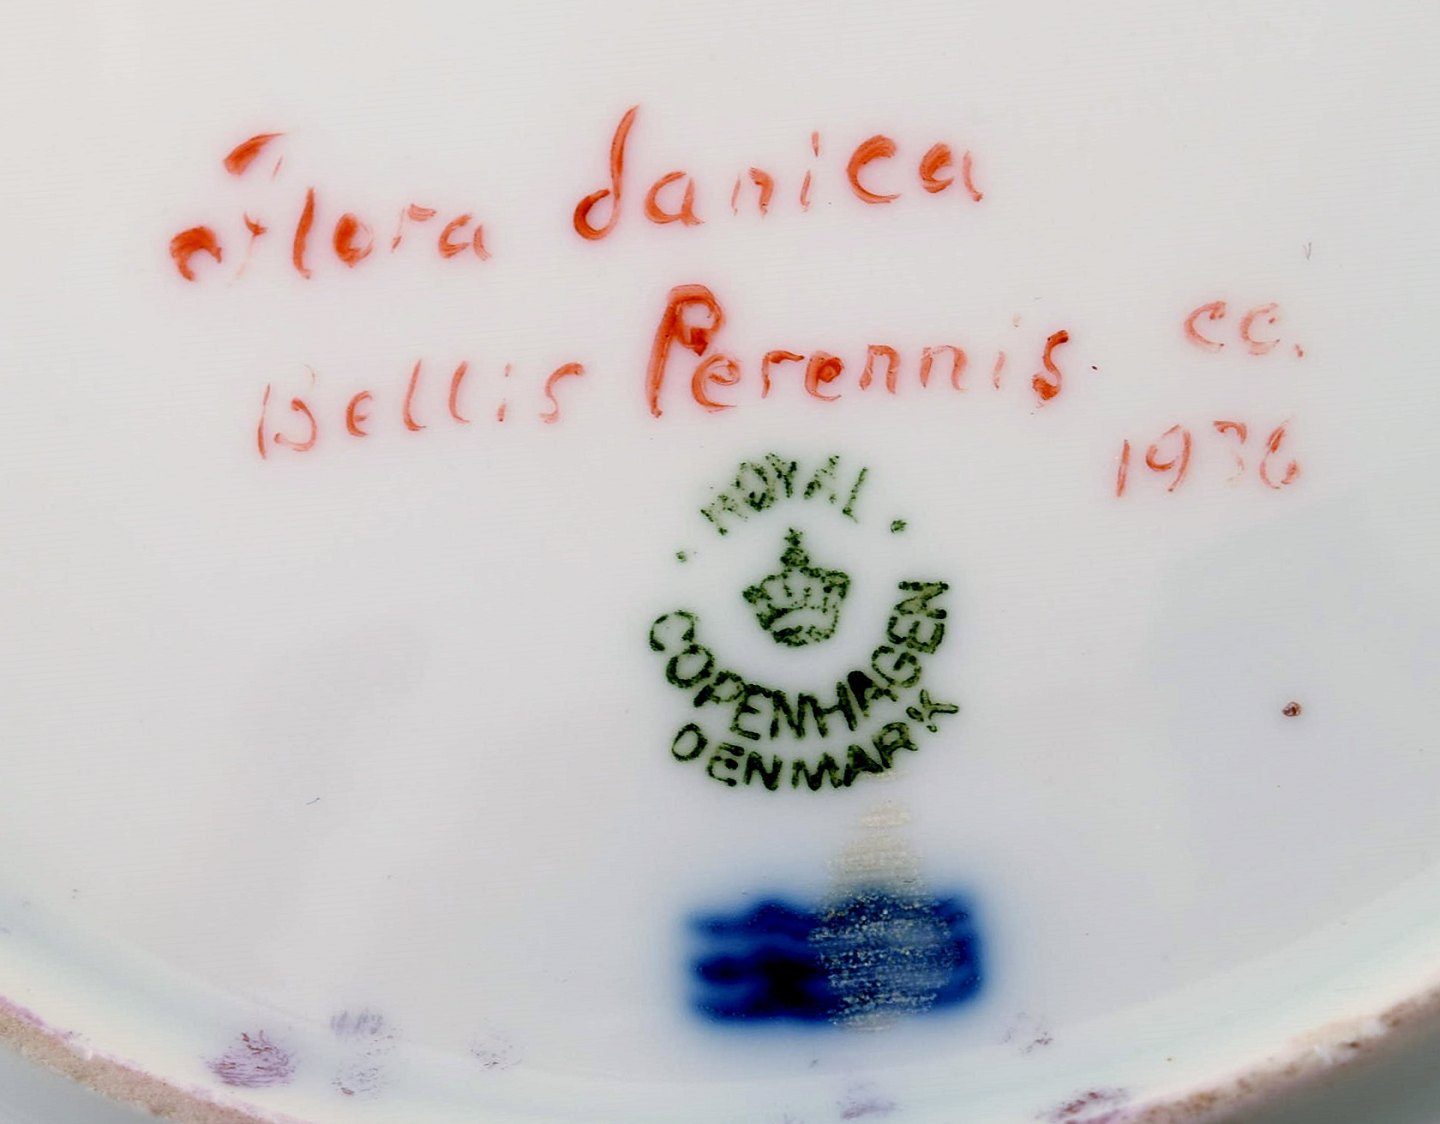 flora danica
Bellis Perennis cc.
1936
ROYAL
COPENHAGEN
DENMARK